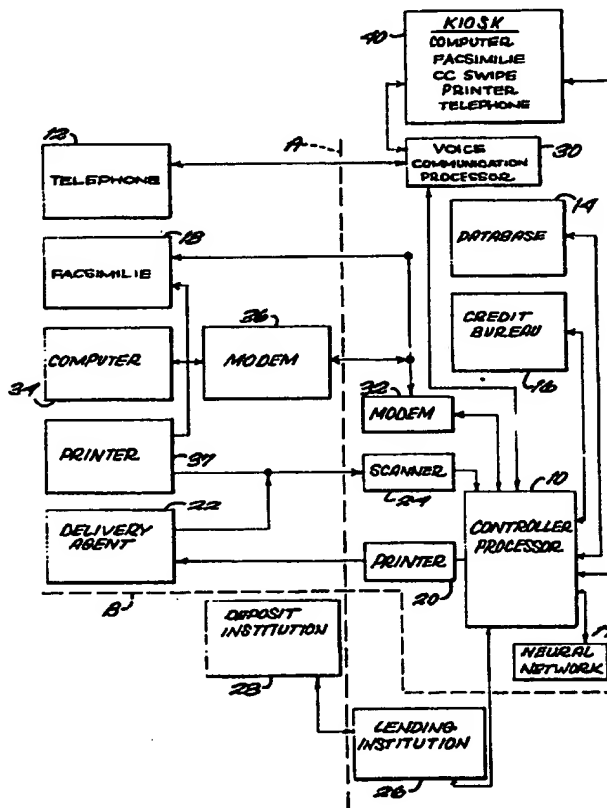 40
KIOSK
COMPUTER
FACSIMILIE
CC SWIPE
PRINTER
TELEPHONE
12
TELEPHONE
A
VOICE
COMMUNICATION
PROCESSOR
30
18
FACSIMILIE
14
DATABASE
34
COMPUTER
36
MODEM
CREDIT
BUREAU
16
32
MODEM
PRINTER
37
SCANNER
24
10
CONTROLLER
PROCESSOR
22
DELIVERY
AGENT
PRINTER
20
B
DEPOSIT
INSTITUTION
28
NEURAL
NETWORK
LENDING
INSTITUTION
26